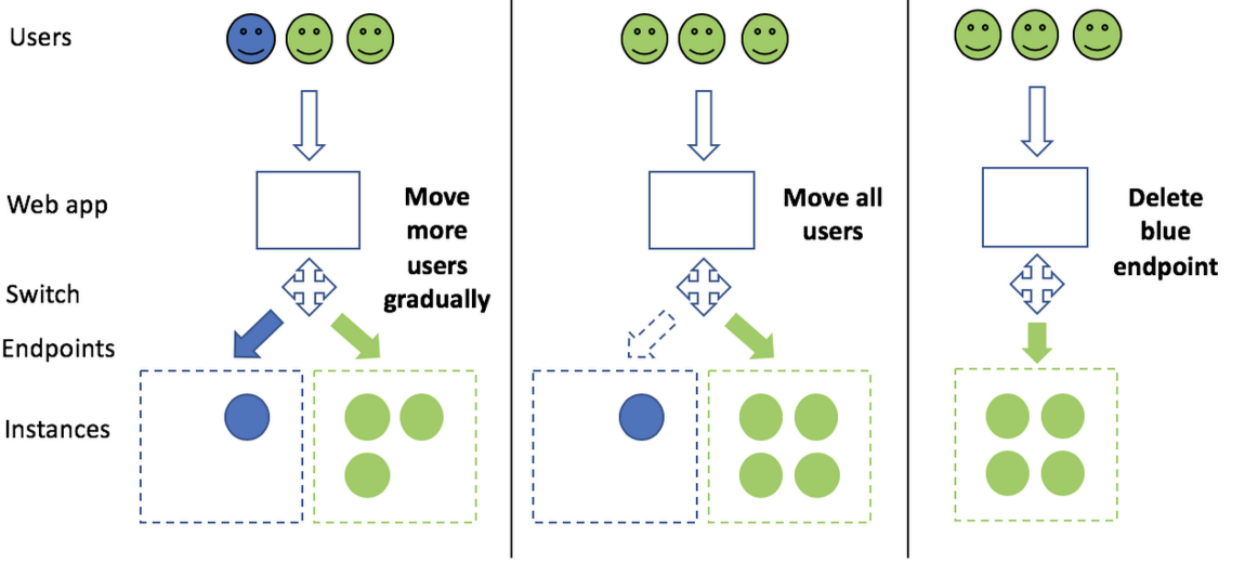 Users
Web app
Switch
Endpoints
Instances
Move
more
users
gradually
Move all
users
Delete
blue
endpoint